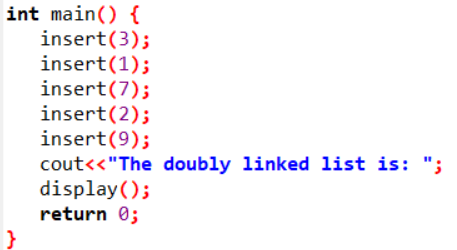 int main() {
insert(3);
insert(1);
insert(7);
insert(2);
insert(9);
cout<<"The doubly linked list is: ";
display();
return 0;
}